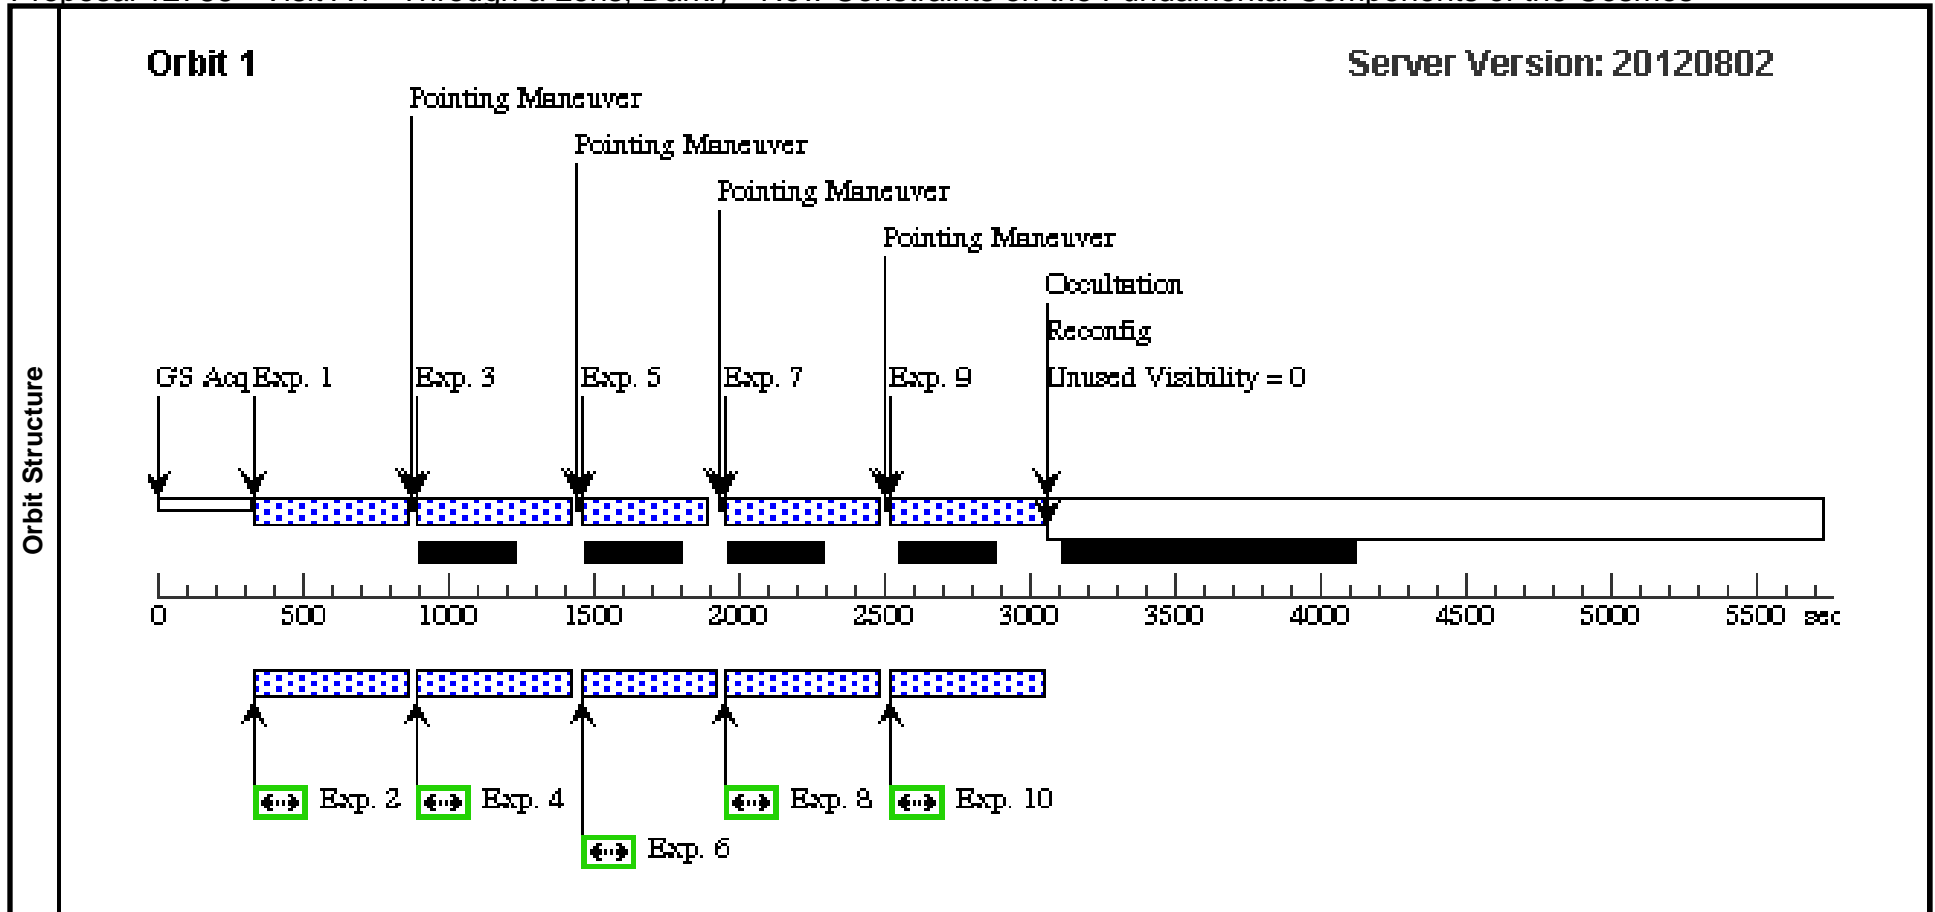 Orbit 1
Server Version: 20120802
Pointing Maneuver
Pointing Maneuver
Pointing Maneuver
Pointing Maneuver
Occultation
Reconfig
GS Acq Exp. 1 Exp. 3 Exp. 5 Exp. 7 Exp. 9 Unused Visibility = 0
Orbit Structure
0 500 1000 1500 2000 2500 3000 3500 4000 4500 5000 5500 sec
Exp. 2 Exp. 4 Exp. 8 Exp. 10
Exp. 6